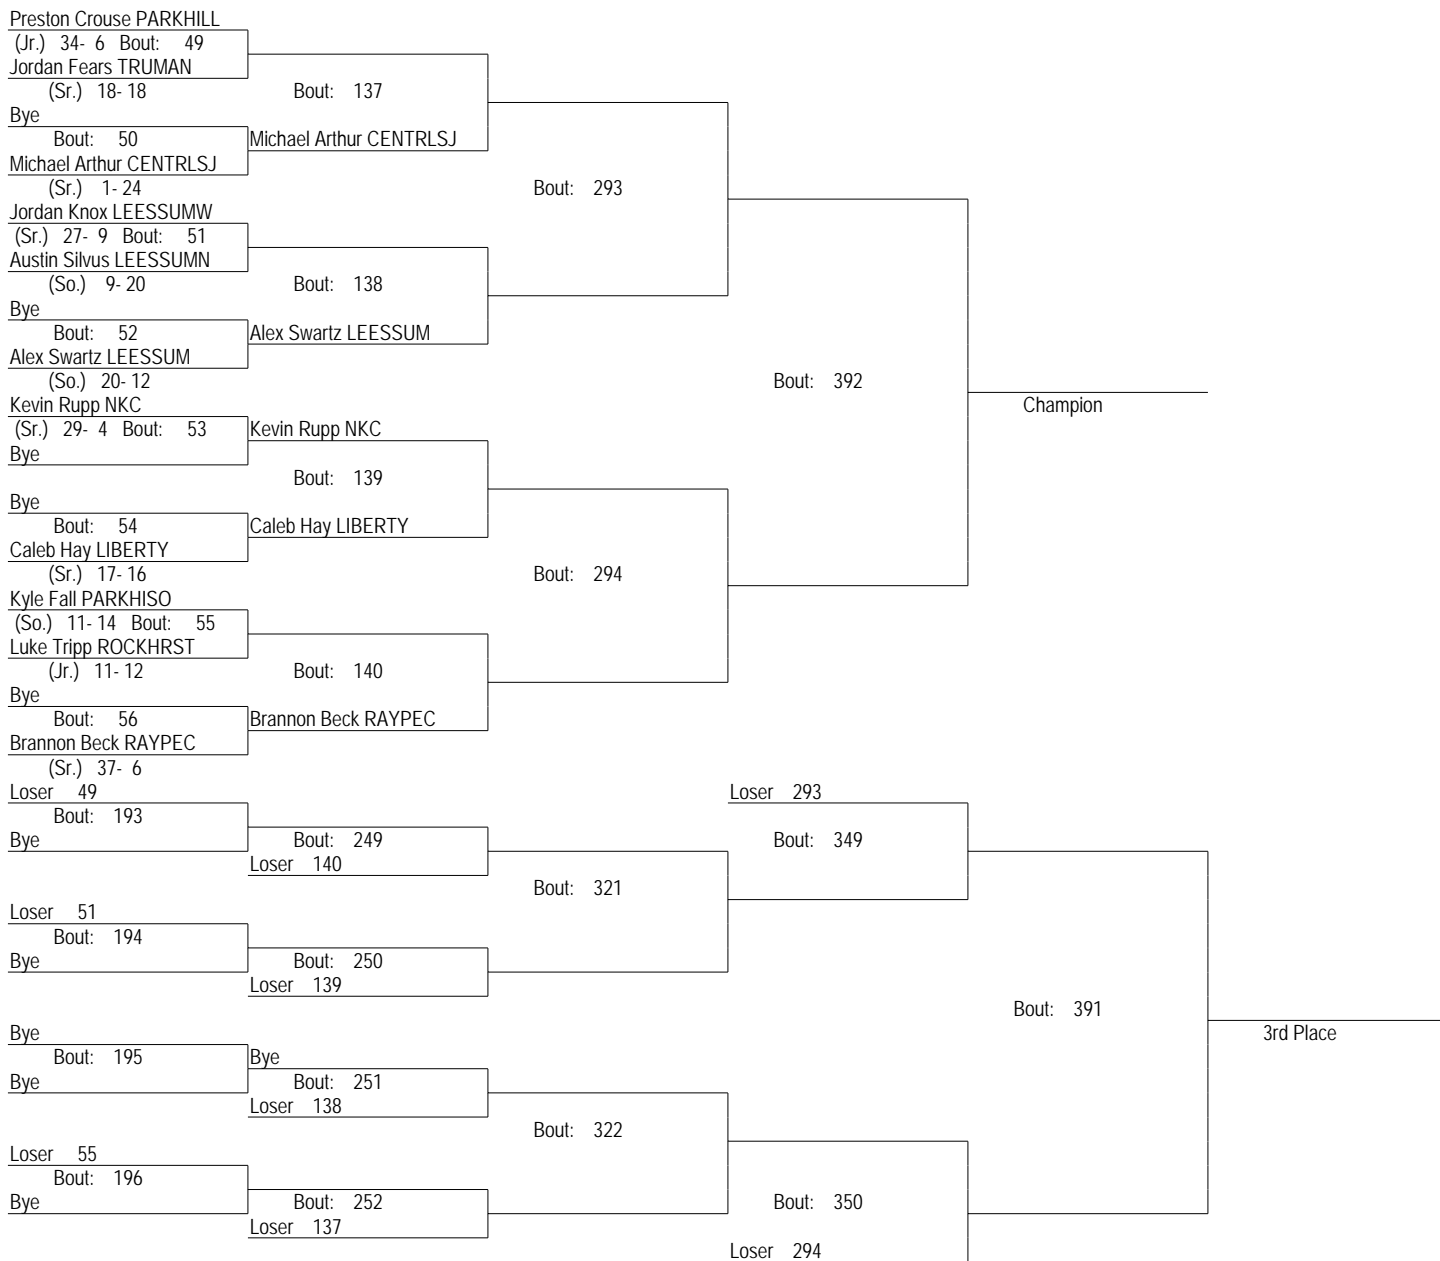 Preston Crouse PARKHILL
(Jr.) 34- 6 Bout: 49
Jordan Fears TRUMAN
(Sr.) 18- 18 Bout: 137
Bye
Bout: 50 Michael Arthur CENTRLSJ
Michael Arthur CENTRLSJ
(Sr.) 1- 24 Bout: 293
Jordan Knox LEESSUMW
(Sr.) 27- 9 Bout: 51
Austin Silvus LEESSUMN
(So.) 9- 20 Bout: 138
Bye
Bout: 52 Alex Swartz LEESSUM
Alex Swartz LEESSUM
(So.) 20- 12 Bout: 392
Kevin Rupp NKC Champion
(Sr.) 29- 4 Bout: 53 Kevin Rupp NKC
Bye
Bout: 139
Bye
Bout: 54 Caleb Hay LIBERTY
Caleb Hay LIBERTY
(Sr.) 17- 16 Bout: 294
Kyle Fall PARKHISO
(So.) 11- 14 Bout: 55
Luke Tripp ROCKHRST
(Jr.) 11- 12 Bout: 140
Bye
Bout: 56 Brannon Beck RAYPEC
Brannon Beck RAYPEC
(Sr.) 37- 6
Loser 49 Loser 293
Bout: 193
Bye Bout: 249 Bout: 349
Loser 140
Bout: 321
Loser 51
Bout: 194
Bye Bout: 250
Loser 139
Bout: 391
Bye 3rd Place
Bout: 195 Bye
Bye Bout: 251
Loser 138
Bout: 322
Loser 55
Bout: 196
Bye Bout: 252 Bout: 350
Loser 137
Loser 294